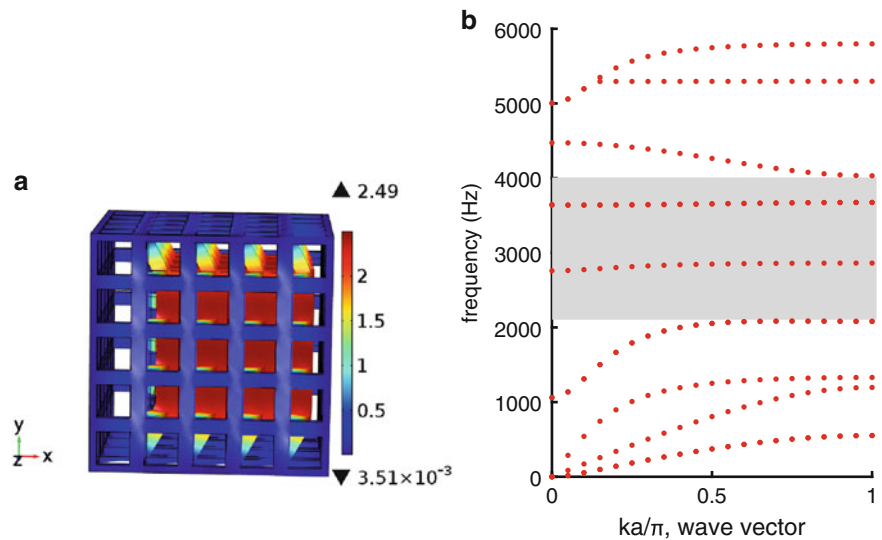 a
▲ 2.49
2
1.5
1
0.5
▼ 3.51×10⁻³
y
z x
b
6000
5000
4000
3000
2000
1000
0
frequency (Hz)
0 0.5 1
ka/π, wave vector